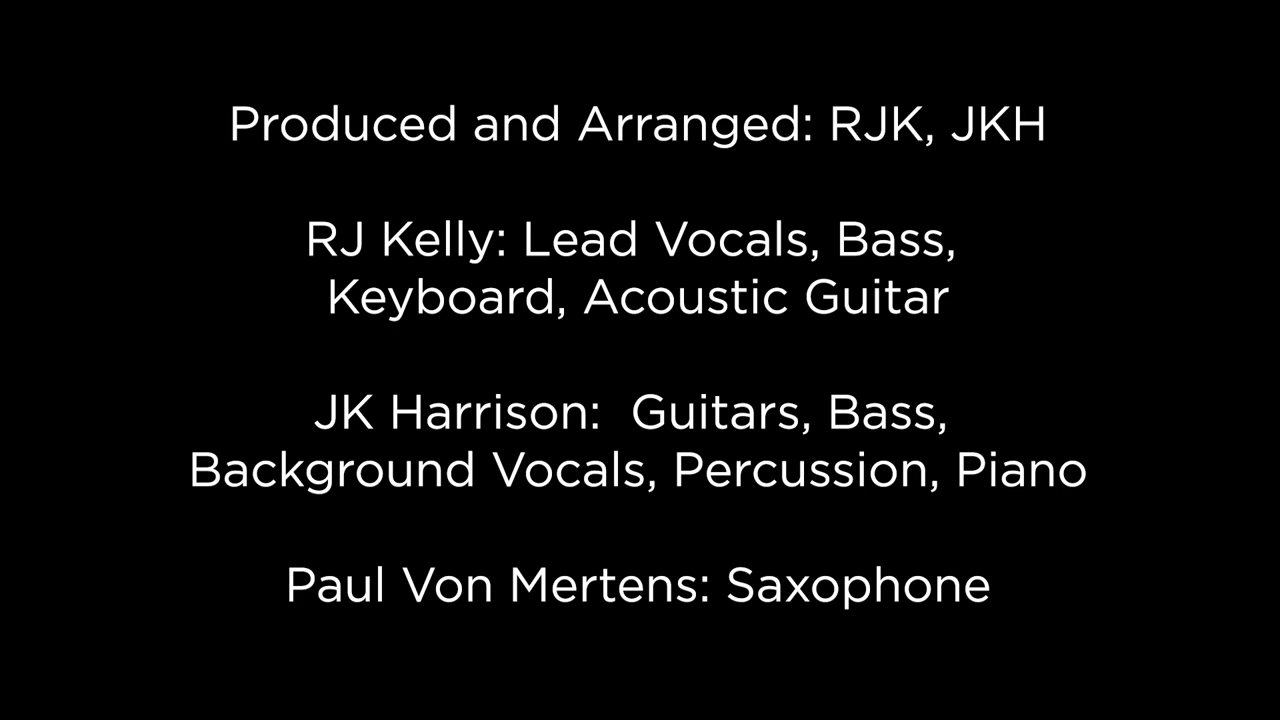 Produced and Arranged: RJK, JKH
RJ Kelly: Lead Vocals, Bass,
Keyboard, Acoustic Guitar
JK Harrison:  Guitars, Bass,
Background Vocals, Percussion, Piano
Paul Von Mertens: Saxophone